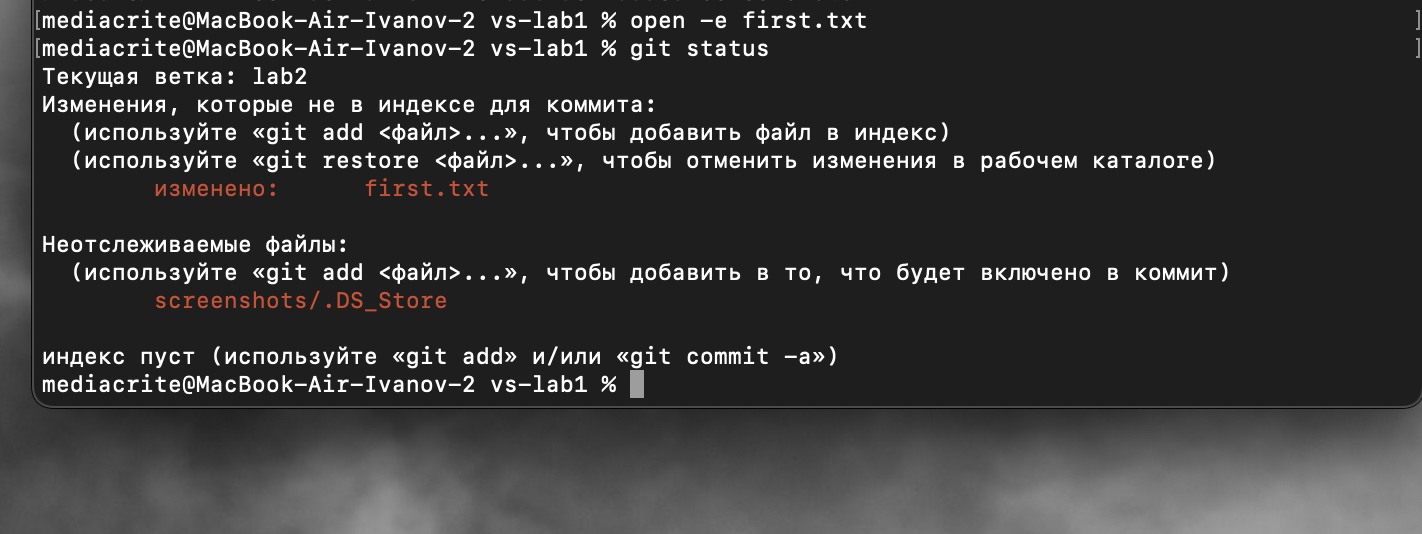 [mediacrite@MacBook-Air-Ivanov-2 vs-lab1 % open -e first.txt ]
[mediacrite@MacBook-Air-Ivanov-2 vs-lab1 % git status ]
Текущая ветка: lab2
Изменения, которые не в индексе для коммита:
  (используйте «git add <файл>...», чтобы добавить файл в индекс)
  (используйте «git restore <файл>...», чтобы отменить изменения в рабочем каталоге)
        изменено:      first.txt

Неотслеживаемые файлы:
  (используйте «git add <файл>...», чтобы добавить в то, что будет включено в коммит)
        screenshots/.DS_Store

индекс пуст (используйте «git add» и/или «git commit -a»)
mediacrite@MacBook-Air-Ivanov-2 vs-lab1 %